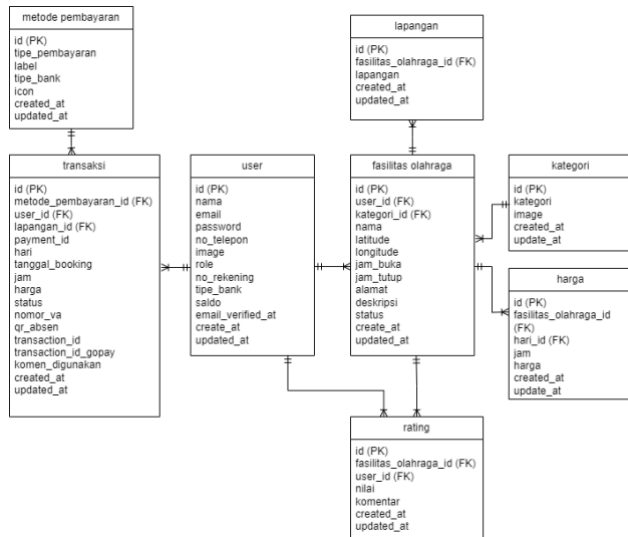 metode pembayaran
id (PK)
tipe_pembayaran
label
tipe_bank
icon
created_at
updated_at
lapangan
id (PK)
fasilitas_olahraga_id (FK)
lapangan
created_at
updated_at
transaksi
id (PK)
metode_pembayaran_id (FK)
user_id (FK)
lapangan_id (FK)
payment_id
hari
tanggal_booking
jam
harga
status
nomor_va
qr_absen
transaction_id
transaction_id_gopay
komen_digunakan
created_at
updated_at
user
id (PK)
nama
email
password
no_telepon
image
role
no_rekening
tipe_bank
saldo
email_verified_at
create_at
updated_at
fasilitas olahraga
id (PK)
user_id (FK)
kategori_id (FK)
nama
latitude
longitude
jam_buka
jam_tutup
alamat
deskripsi
status
create_at
updated_at
kategori
id (PK)
kategori
image
created_at
update_at
harga
id (PK)
fasilitas_olahraga_id
(FK)
hari_id (FK)
jam
harga
created_at
update_at
rating
id (PK)
fasilitas_olahraga_id (FK)
user_id (FK)
nilai
komentar
created_at
updated_at